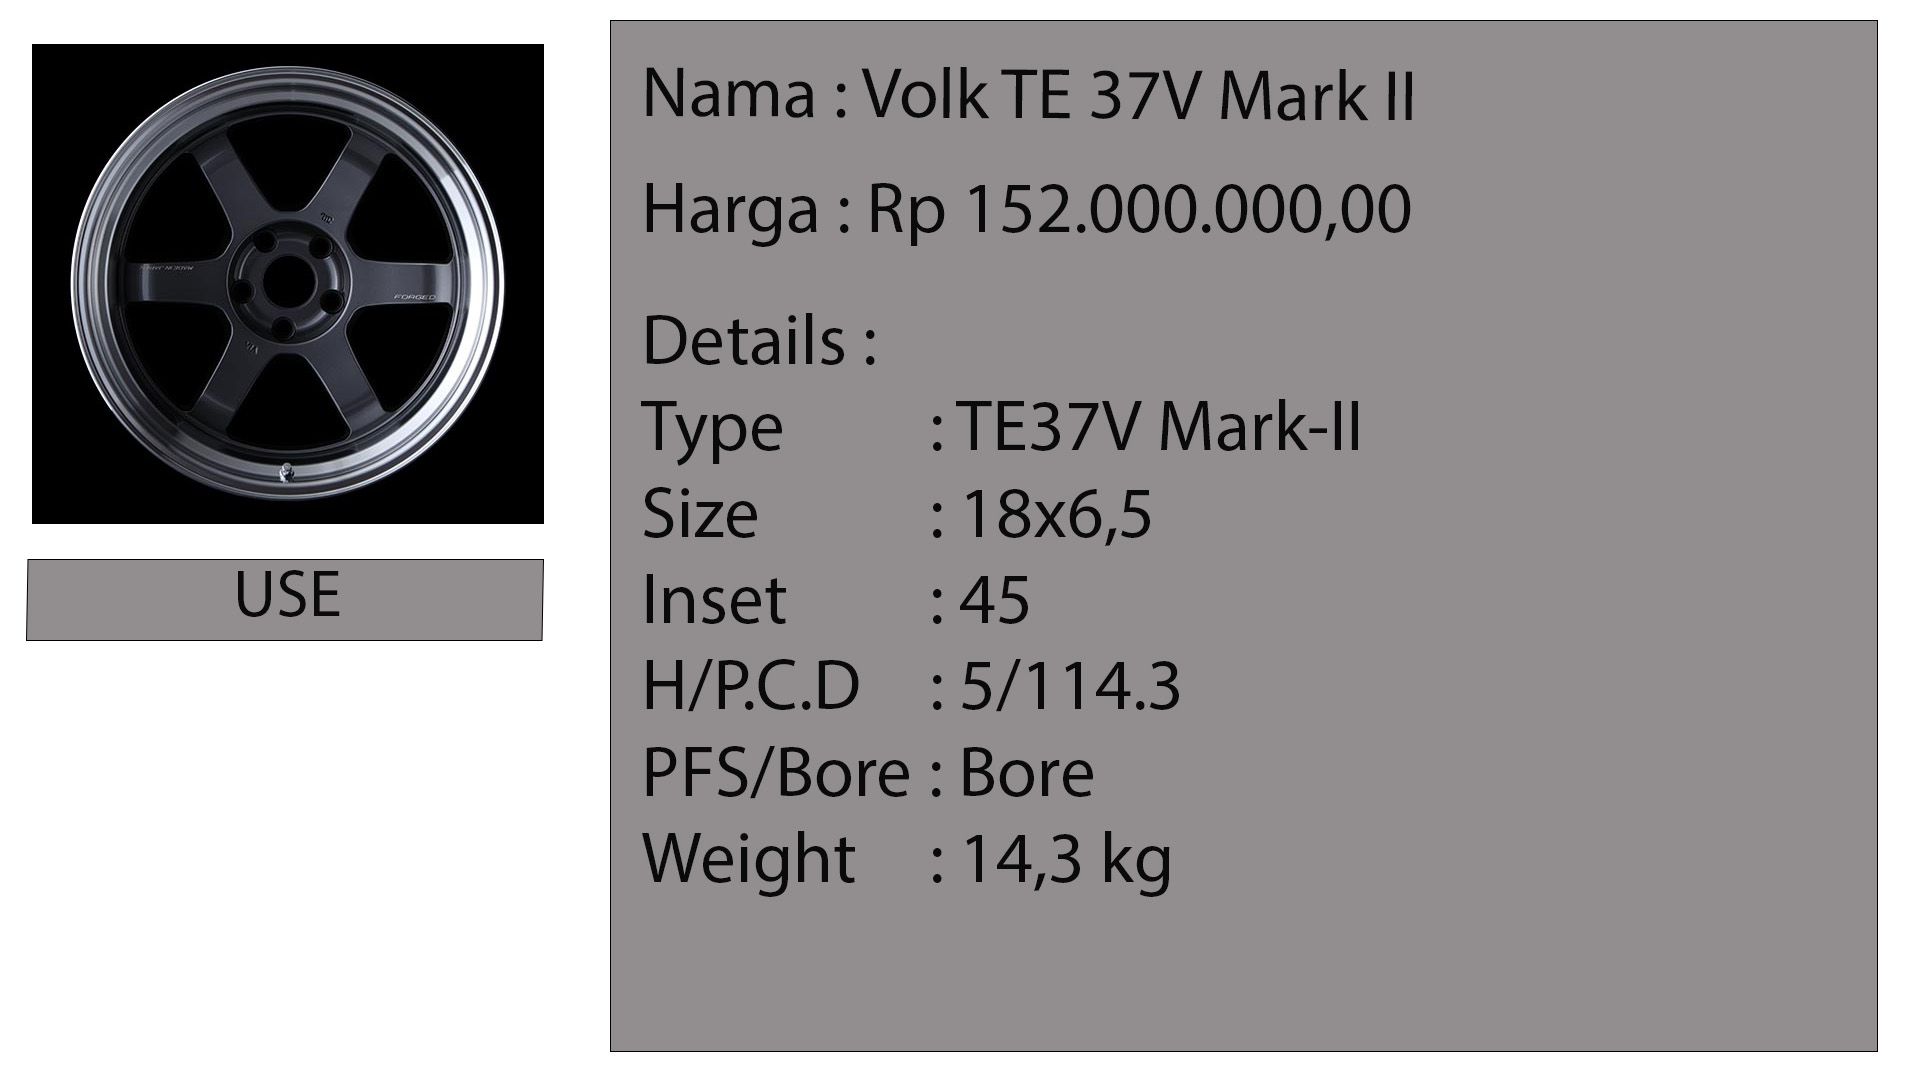 Nama : Volk TE 37V Mark II
Harga : Rp 152.000.000,00
Details :
Type : TE37V Mark-II
Size : 18x6,5
Inset : 45
H/P.C.D : 5/114.3
PFS/Bore : Bore
Weight : 14,3 kg
FORGED
USE